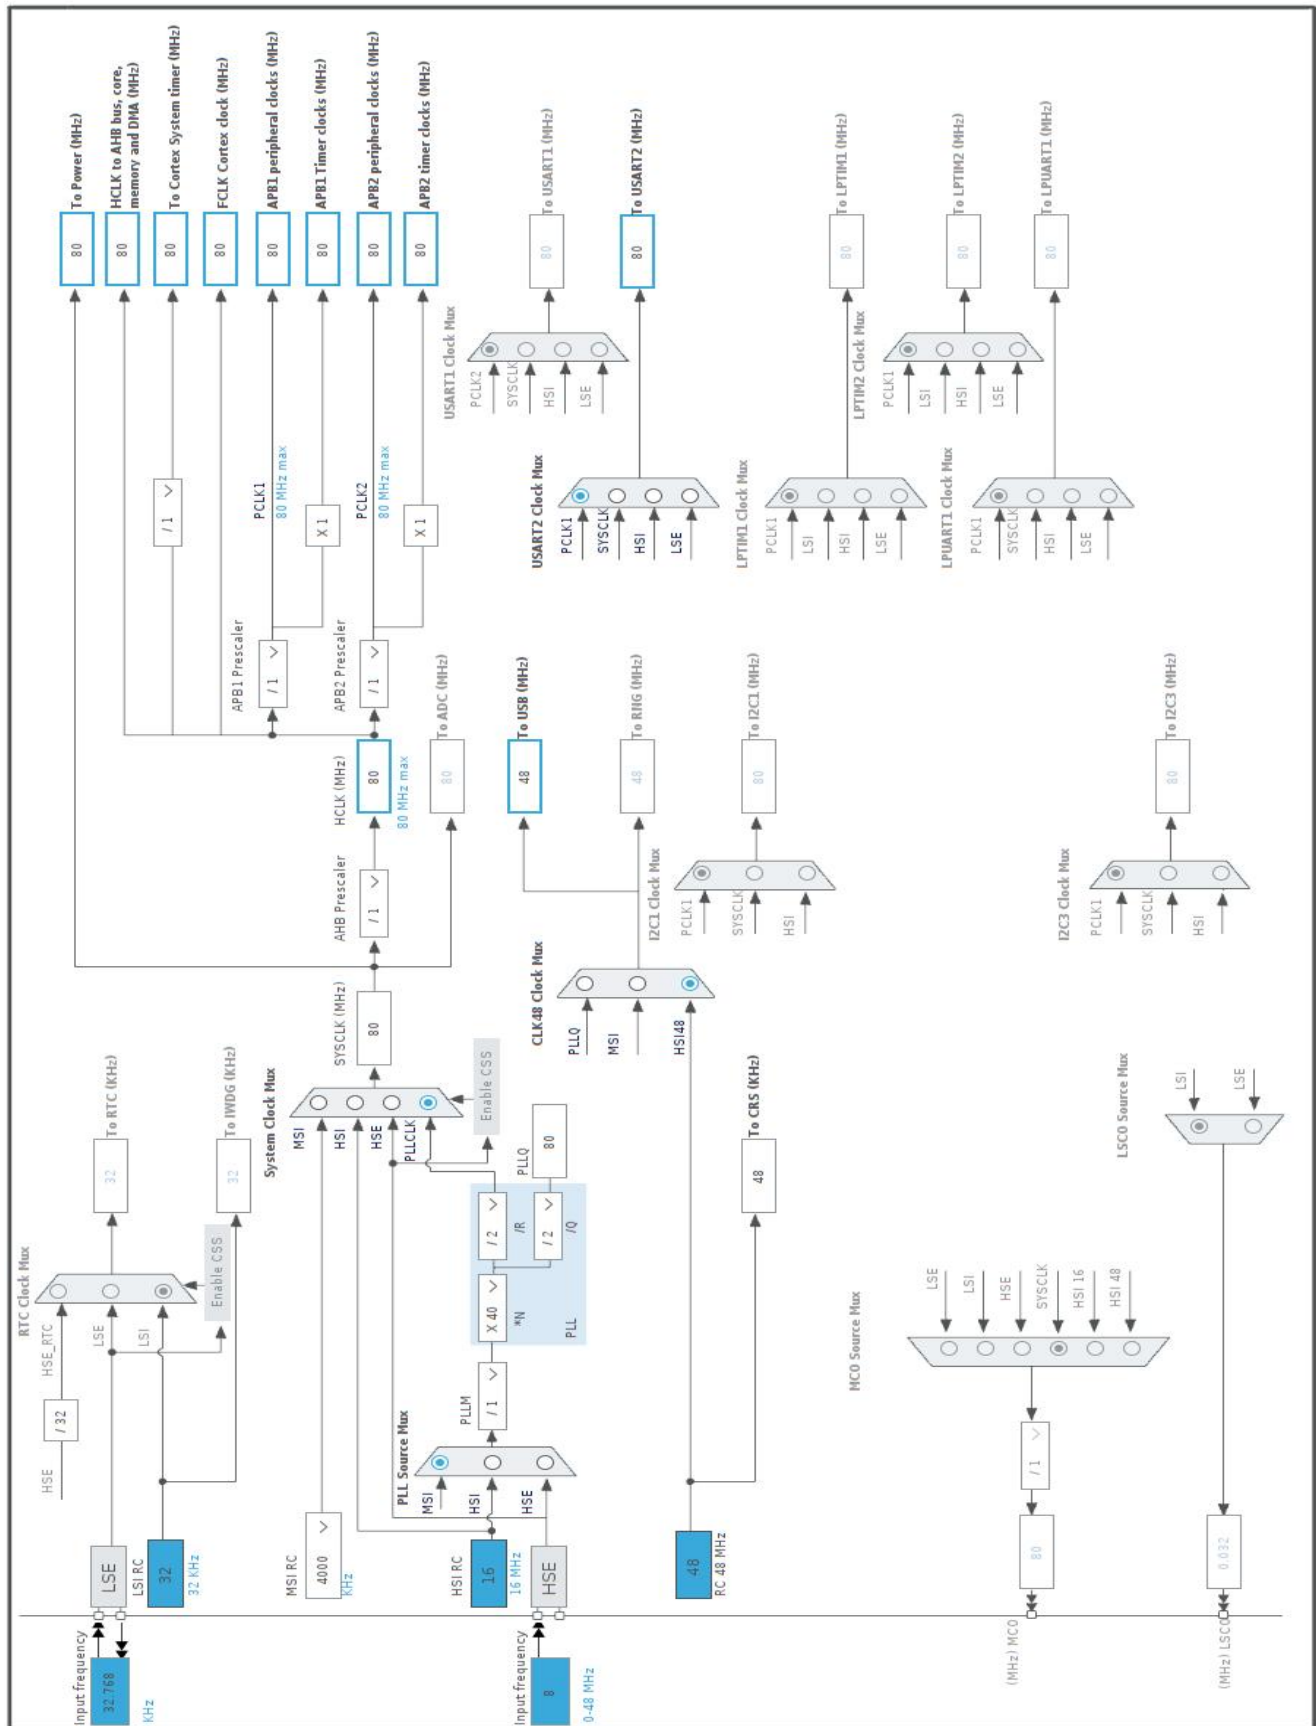 Input frequency
32.768
KHz
LSE
LSI RC
32
32 KHz
HSE
/ 32
HSE_RTC
LSE
LSI
RTC Clock Mux
Enable CSS
32
To RTC (KHz)
32
To IWDG (KHz)
MSI RC
4000
KHz
HSI RC
16
16 MHz
Input frequency
8
0-48 MHz
HSE
PLL Source Mux
MSI
HSI
HSE
PLLM
/ 1
X 40
*N
/ 2
/R
/ 2
/Q
PLL
PLLQ
80
System Clock Mux
MSI
HSI
HSE
PLLCLK
Enable CSS
SYSCLK (MHz)
80
AHB Prescaler
/ 1
HCLK (MHz)
80
80 MHz max
APB1 Prescaler
/ 1
APB2 Prescaler
/ 1
To ADC (MHz)
80
/ 1
PCLK1
80 MHz max
X 1
PCLK2
80 MHz max
X 1
80
To Power (MHz)
80
HCLK to AHB bus, core,
memory and DMA (MHz)
80
To Cortex System timer (MHz)
80
FCLK Cortex clock (MHz)
80
APB1 peripheral clocks (MHz)
80
APB1 Timer clocks (MHz)
80
APB2 peripheral clocks (MHz)
80
APB2 timer clocks (MHz)
48
RC 48 MHz
48
To CRS (KHz)
CLK48 Clock Mux
PLLQ
MSI
HSI48
48
To USB (MHz)
48
To RNG (MHz)
I2C1 Clock Mux
PCLK1
SYSCLK
HSI
80
To I2C1 (MHz)
I2C3 Clock Mux
PCLK1
SYSCLK
HSI
80
To I2C3 (MHz)
USART1 Clock Mux
PCLK2
SYSCLK
HSI
LSE
80
To USART1 (MHz)
USART2 Clock Mux
PCLK1
SYSCLK
HSI
LSE
80
To USART2 (MHz)
LPTIM1 Clock Mux
PCLK1
LSI
HSI
LSE
80
To LPTIM1 (MHz)
LPTIM2 Clock Mux
PCLK1
LSI
HSI
LSE
80
To LPTIM2 (MHz)
LPUART1 Clock Mux
PCLK1
SYSCLK
HSI
LSE
80
To LPUART1 (MHz)
MCO Source Mux
LSE
LSI
HSE
SYSCLK
HSI 16
HSI 48
/ 1
80
(MHz) MCO
LSCO Source Mux
LSI
LSE
0.032
(MHz) LSCO